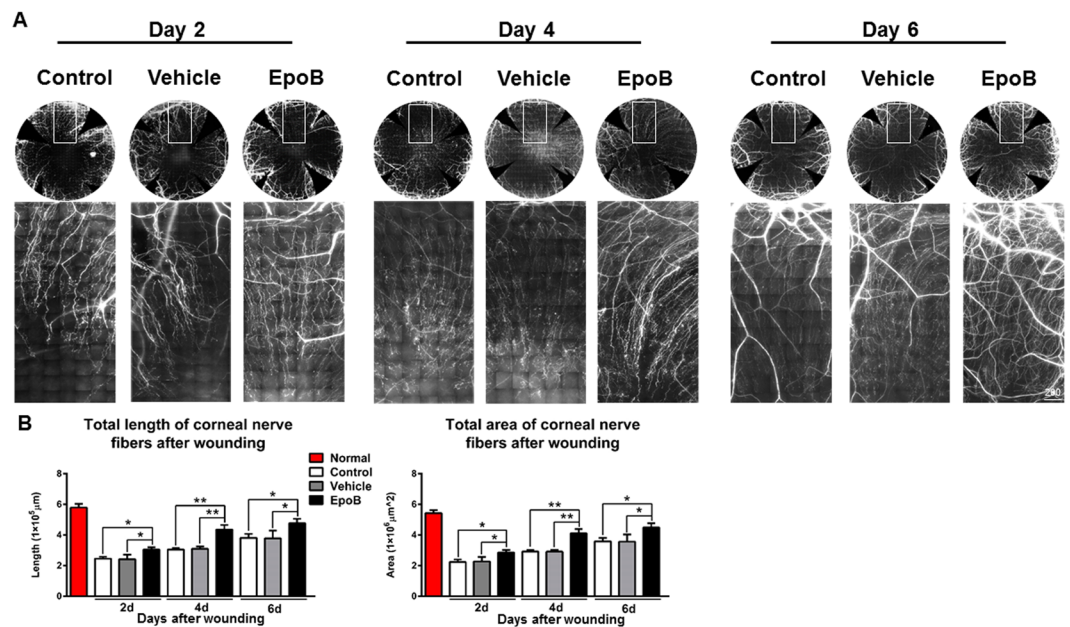 A
Day 2
Day 4
Day 6
Control
Vehicle
EpoB
Control
Vehicle
EpoB
Control
Vehicle
EpoB
200
B
Total length of corneal nerve
fibers after wounding
Length (1×10⁵μm)
8
6
4
2
0
*
*
**
**
*
*
2d
4d
6d
Days after wounding
Normal
Control
Vehicle
EpoB
Total area of corneal nerve
fibers after wounding
Area (1×10⁶μm^2)
8
6
4
2
0
*
*
**
**
*
*
2d
4d
6d
Days after wounding